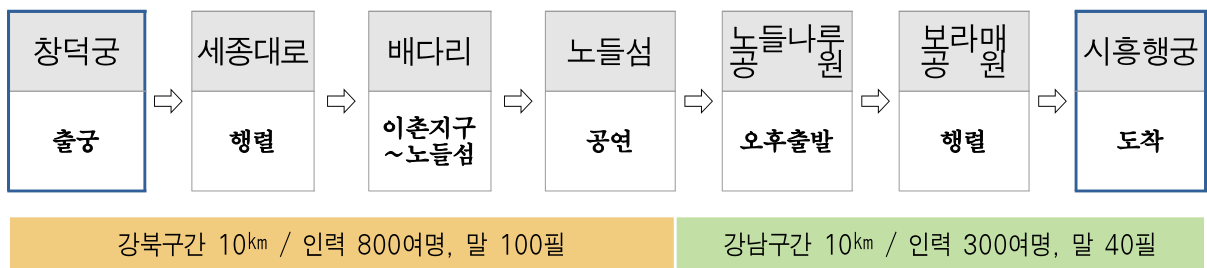 창덕궁
출궁
세종대로
행렬
배다리
이촌지구
~노들섬
노들섬
공연
노들나루
공 원
오후출발
보라매
공 원
행렬
시흥행궁
도착
강북구간 10㎞ / 인력 800여명, 말 100필
강남구간 10㎞ / 인력 300여명, 말 40필